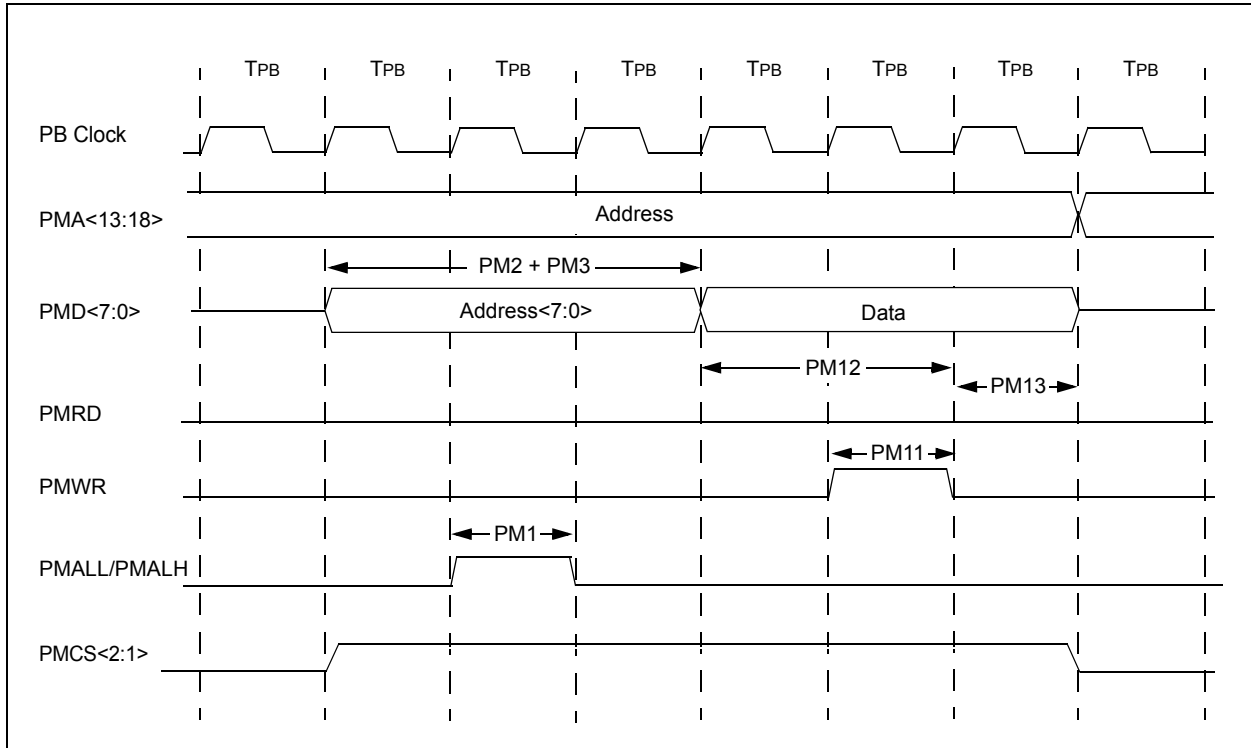 TPB TPB TPB TPB TPB TPB TPB TPB
PB Clock
PMA<13:18> Address
PM2 + PM3
PMD<7:0> Address<7:0> Data
PM12
PM13
PMRD
PM11
PMWR
PM1
PMALL/PMALH
PMCS<2:1>